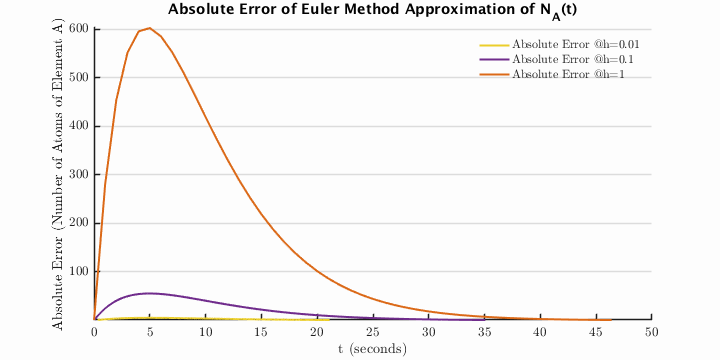 Absolute Error of Euler Method Approximation of N_A(t)
Absolute Error (Number of Atoms of Element A)
Absolute Error @h=0.01
Absolute Error @h=0.1
Absolute Error @h=1
600
500
400
300
200
100
0 5 10 15 20 25 30 35 40 45 50
t (seconds)